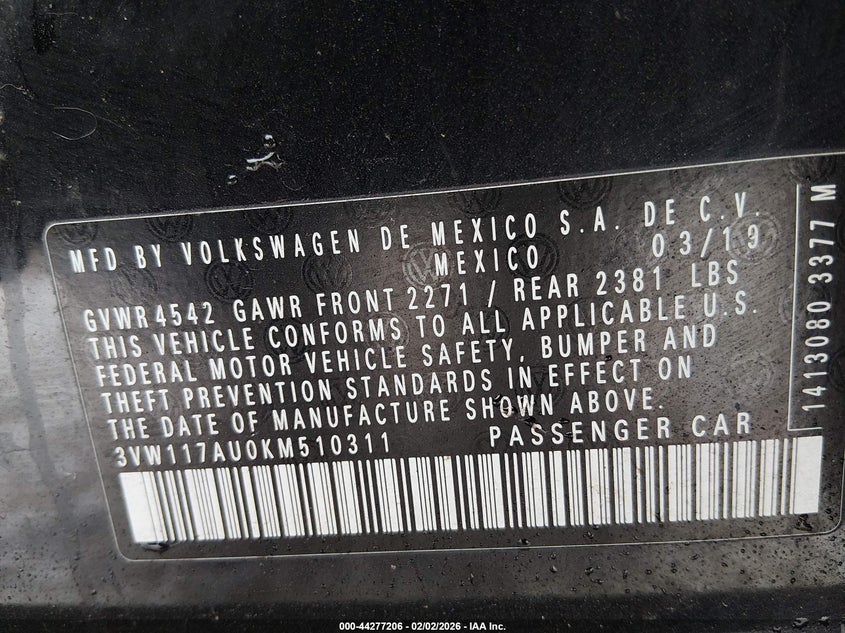 MFD BY VOLKSWAGEN DE MEXICO S.A. DE C.V.
MEXICO 03/19
GVWR4542 GAWR FRONT 2271 / REAR 2381 LBS
THIS VEHICLE CONFORMS TO ALL APPLICABLE U.S.
FEDERAL MOTOR VEHICLE SAFETY, BUMPER AND
THEFT PREVENTION STANDARDS IN EFFECT ON
THE DATE OF MANUFACTURE SHOWN ABOVE.
3VW117AU0KM510311 PASSENGER CAR
1413080 3377 M
000-44277206 - 02/02/2026 - IAA Inc.